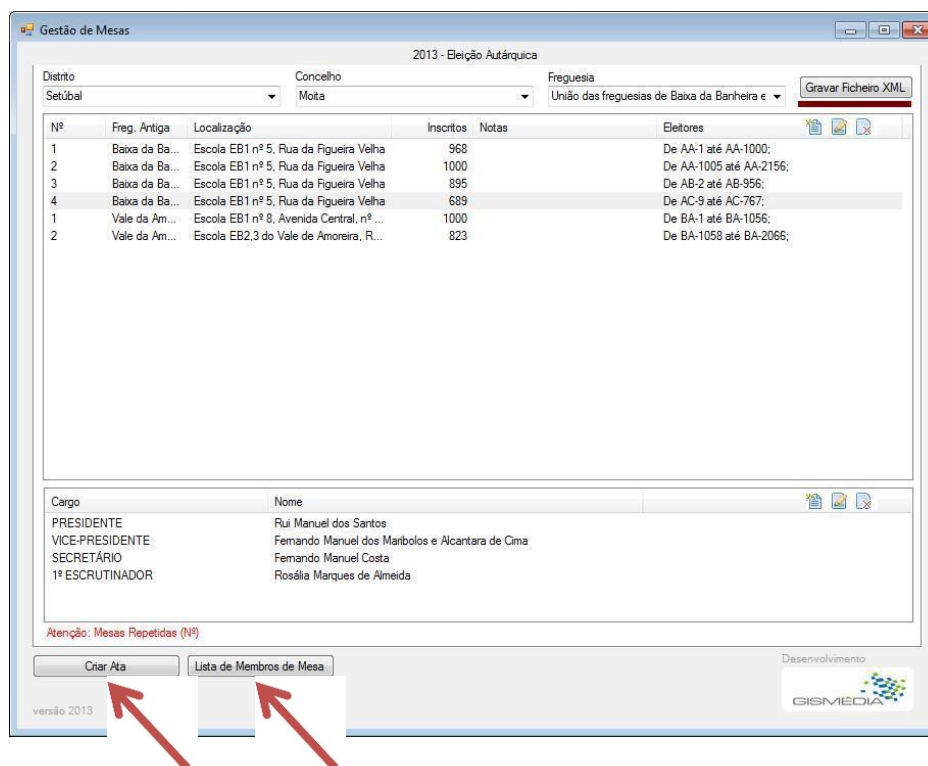 Gestão de Mesas
2013 - Eleição Autárquica
Distrito Concelho Freguesia
Setúbal Moita União das freguesias de Baixa da Banheira e Gravar Ficheiro XML
Nº Freg. Antiga Localização Inscritos Notas Eleitores
1 Baixa da Ba... Escola EB1 nº 5, Rua da Figueira Velha 968 De AA-1 até AA-1000;
2 Baixa da Ba... Escola EB1 nº 5, Rua da Figueira Velha 1000 De AA-1005 até AA-2156;
3 Baixa da Ba... Escola EB1 nº 5, Rua da Figueira Velha 895 De AB-2 até AB-956;
4 Baixa da Ba... Escola EB1 nº 5, Rua da Figueira Velha 689 De AC-9 até AC-767;
1 Vale da Am... Escola EB1 nº 8, Avenida Central, nº ... 1000 De BA-1 até BA-1056;
2 Vale da Am... Escola EB2,3 do Vale de Amoreira, R... 823 De BA-1058 até BA-2066;
Cargo Nome
PRESIDENTE Rui Manuel dos Santos
VICE-PRESIDENTE Fernando Manuel dos Maribolos e Alcantara de Cima
SECRETÁRIO Fernando Manuel Costa
1º ESCRUTINADOR Rosália Marques de Almeida
Atenção: Mesas Repetidas (Nº)
Criar Ata Lista de Membros de Mesa Desenvolvimento
GISMÉDIA
versão 2013